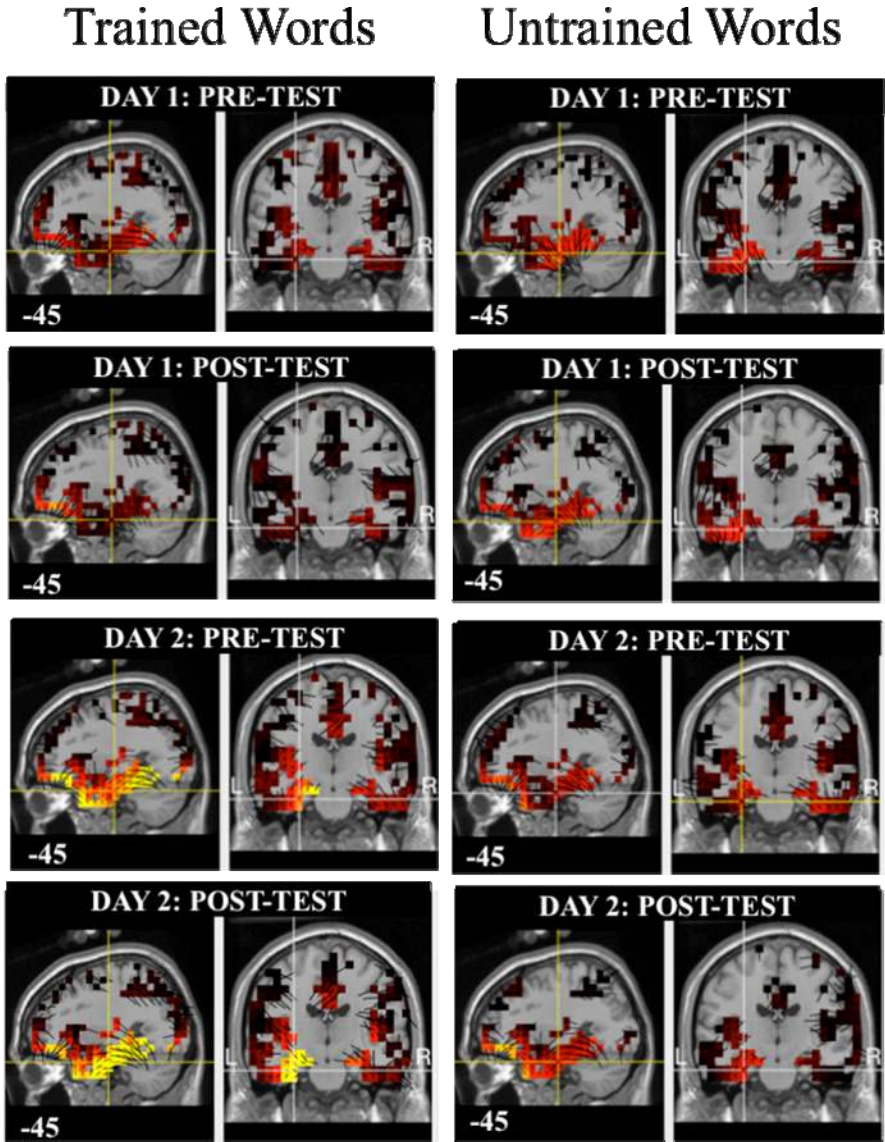 Trained Words Untrained Words
DAY 1: PRE-TEST DAY 1: PRE-TEST
L R L R
-45 -45
DAY 1: POST-TEST DAY 1: POST-TEST
L R L R
-45 -45
DAY 2: PRE-TEST DAY 2: PRE-TEST
L R L R
-45 -45
DAY 2: POST-TEST DAY 2: POST-TEST
L R L R
-45 -45